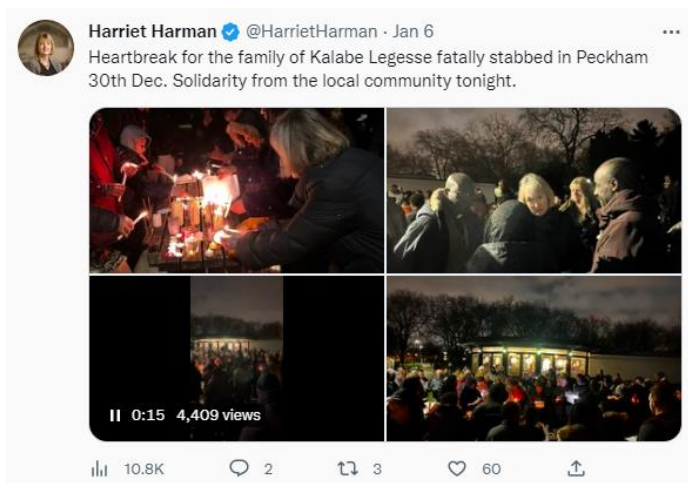 Harriet Harman @HarrietHarman · Jan 6
Heartbreak for the family of Kalabe Legesse fatally stabbed in Peckham
30th Dec. Solidarity from the local community tonight.
0:15 4,409 views
10.8K 2 3 60